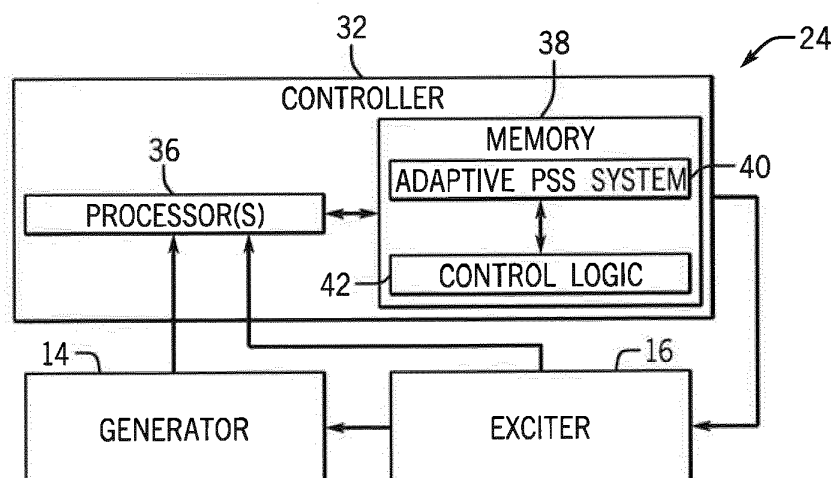 32
24
CONTROLLER
38
MEMORY
36
ADAPTIVE PSS SYSTEM
40
PROCESSOR(S)
42
CONTROL LOGIC
14
16
GENERATOR
EXCITER